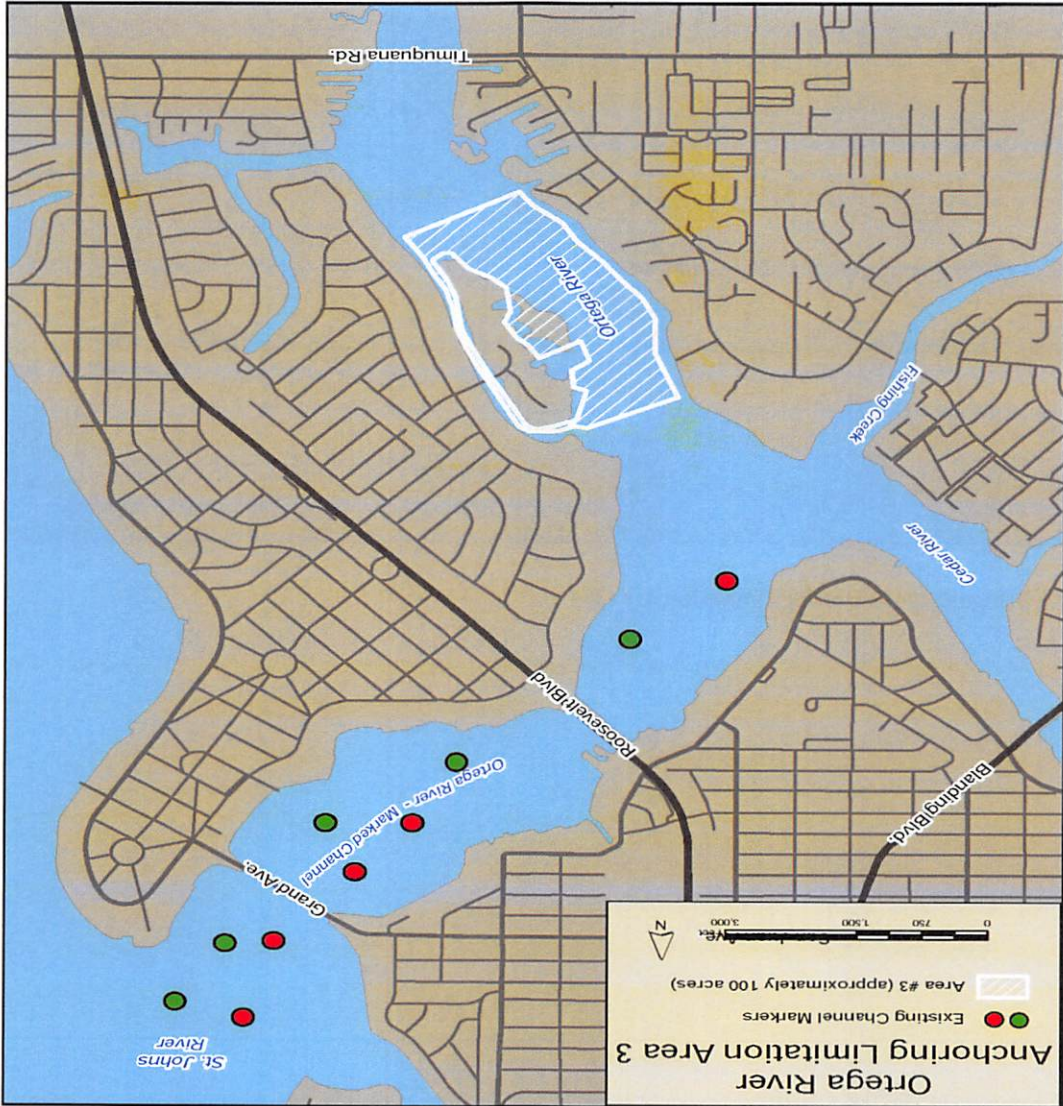 Ortega River
Anchoring Limitation Area 3
Existing Channel Markers
Area #3 (approximately 100 acres)
0 750 1,500 3,000
Feet
Ave.
N
St. Johns
River
Grand Ave.
Ortega River - Marked Channel
Blanding Blvd.
Roosevelt Blvd
Cedar River
Fishing Creek
Ortega River
Timuquana Rd.